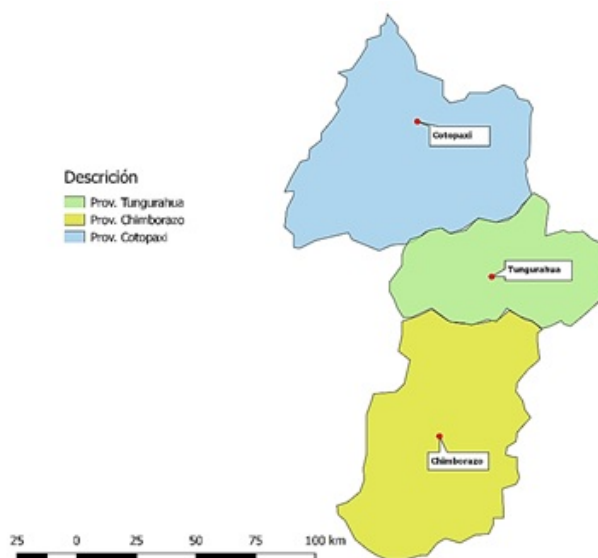 Cotopaxi
Descrición
Prov. Tungurahua
Prov. Chimborazo
Prov. Cotopaxi
Tungurahua
Chimborazo
25 0 25 50 75 100 km